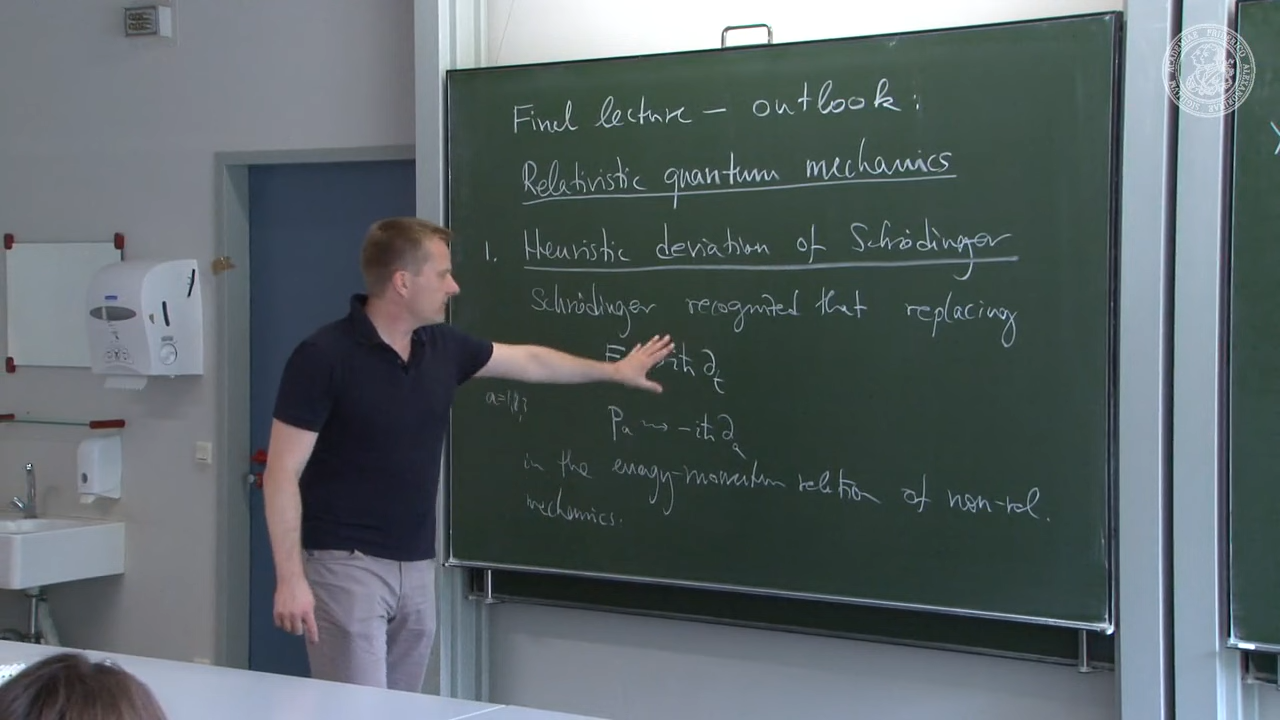 Final lecture – outlook:
Relativistic quantum mechanics
1. Heuristic deviation of Schrödinger
Schrödinger recognized that replacing
E iħ ∂t
a=1,2,3
Pa ⇝ -iħ ∂a
in the energy-momentum relation of non-rel.
mechanics.